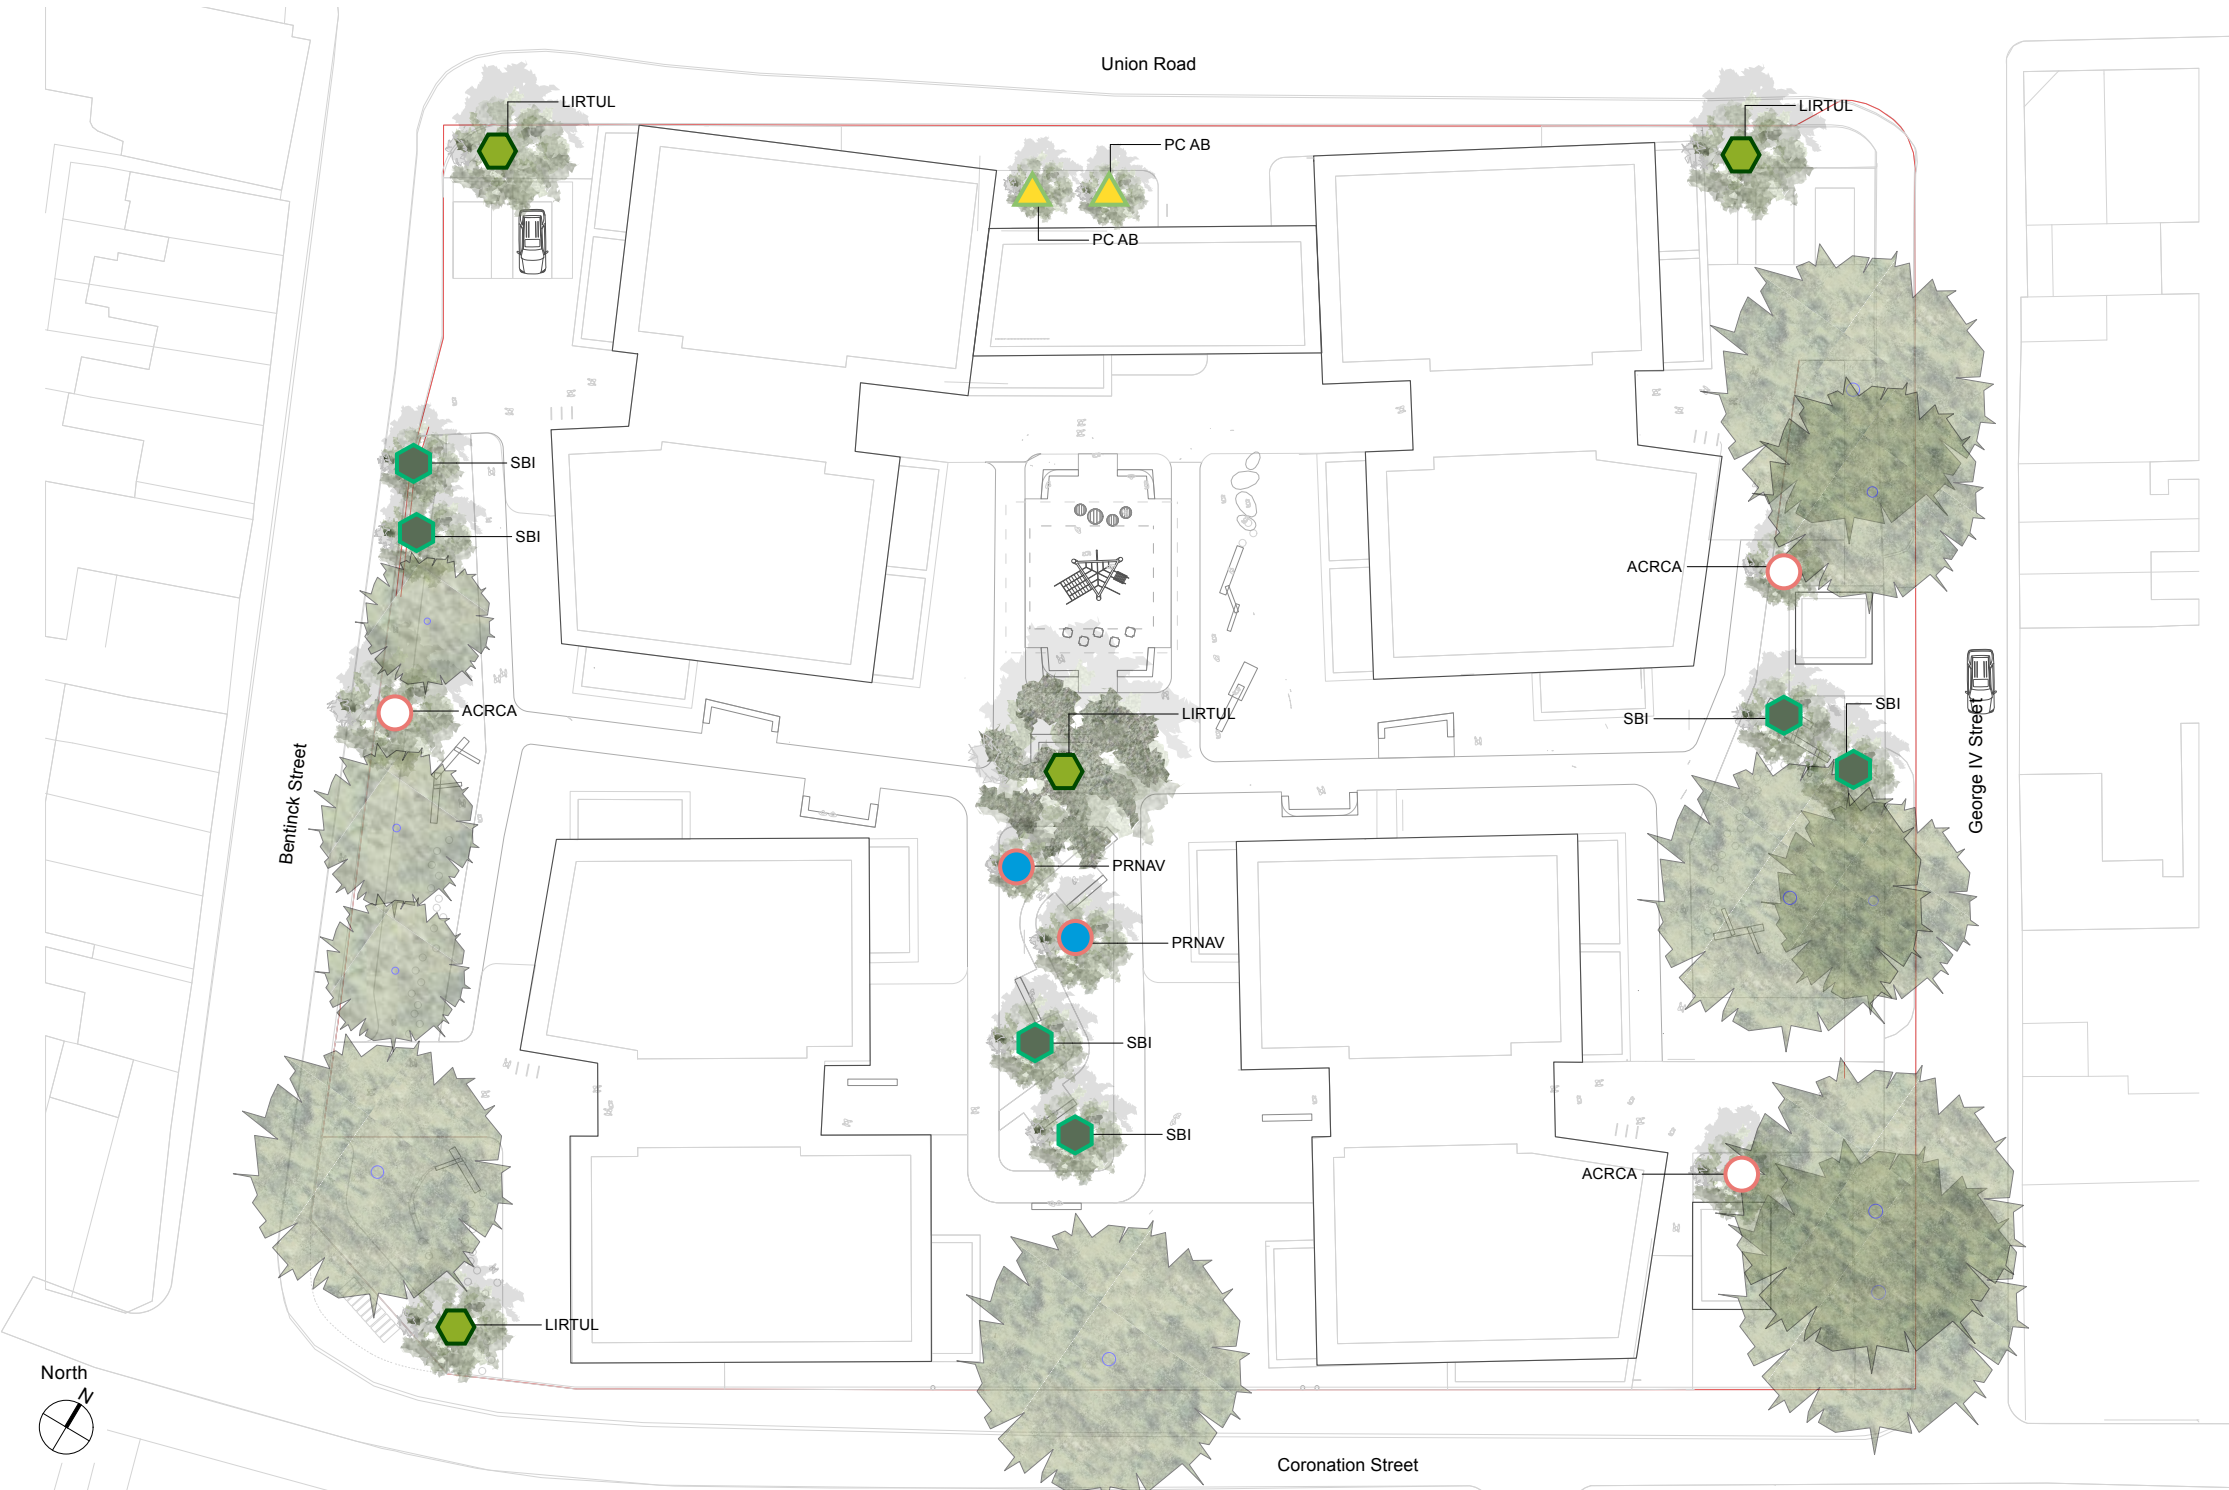 Union Road
LIRTUL
LIRTUL
PC AB
PC AB
SBI
SBI
ACRCA
ACRCA
SBI
SBI
LIRTUL
Bentinck Street
George IV Street
PRNAV
PRNAV
SBI
SBI
ACRCA
LIRTUL
North
N
Coronation Street